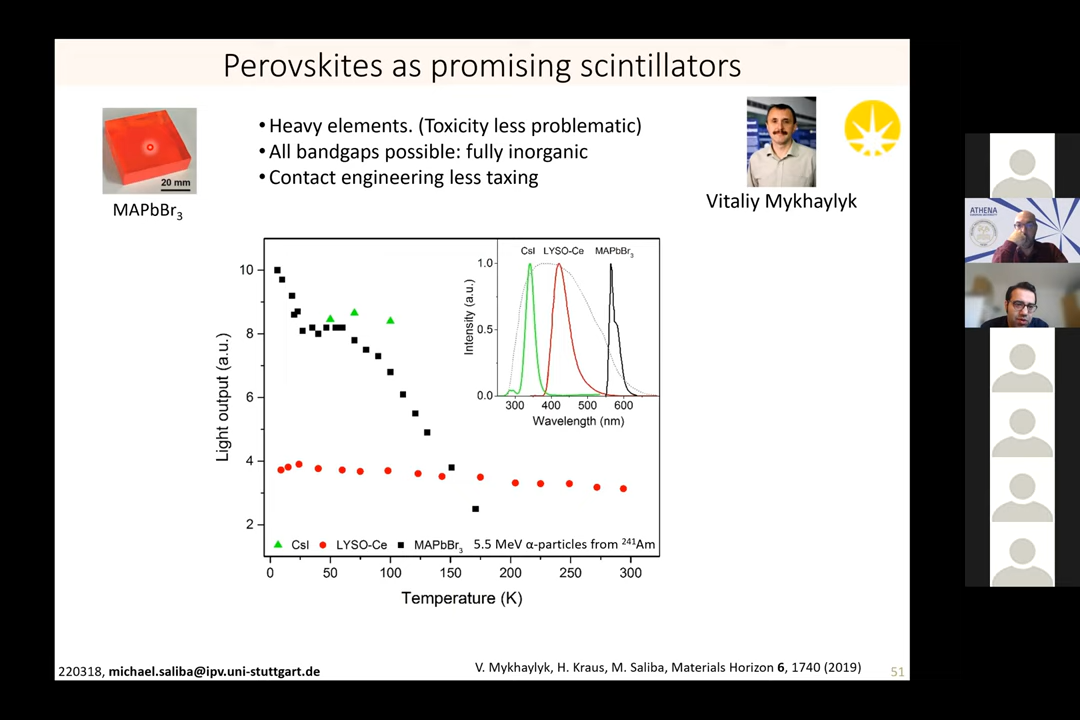 Perovskites as promising scintillators
20 mm
MAPbBr3
•Heavy elements. (Toxicity less problematic)
•All bandgaps possible: fully inorganic
•Contact engineering less taxing
Vitaliy Mykhaylyk
ATHENA
Light output (a.u.)
10
8
6
4
2
Intensity (a.u.)
1.0
0.5
0.0
CsI LYSO-Ce MAPbBr3
300 400 500 600
Wavelength (nm)
CsI LYSO-Ce MAPbBr3 5.5 MeV α-particles from 241Am
0 50 100 150 200 250 300
Temperature (K)
220318, michael.saliba@ipv.uni-stuttgart.de
V. Mykhaylyk, H. Kraus, M. Saliba, Materials Horizon 6, 1740 (2019)
51